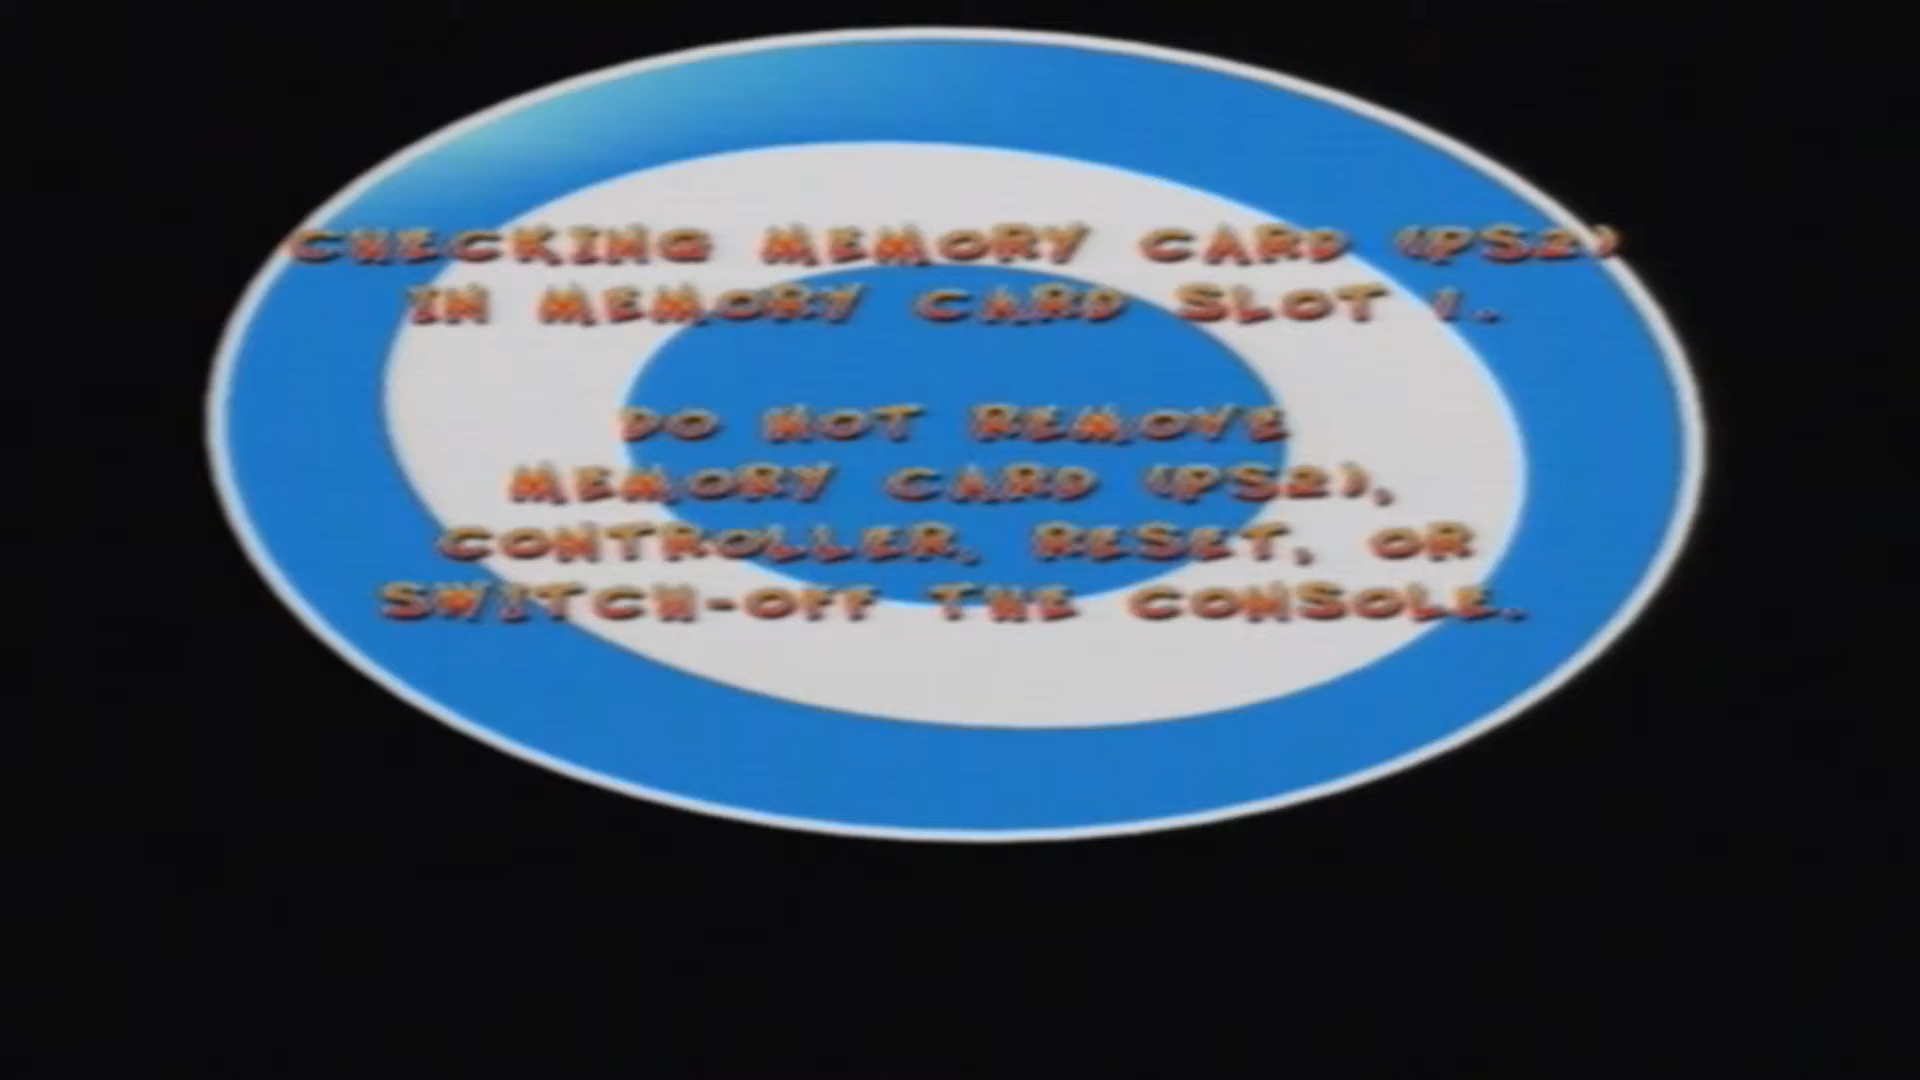 CHECKING MEMORY CARD (PS2)
IN MEMORY CARD SLOT 1.
DO NOT REMOVE
MEMORY CARD (PS2),
CONTROLLER, RESET, OR
SWITCH-OFF THE CONSOLE.